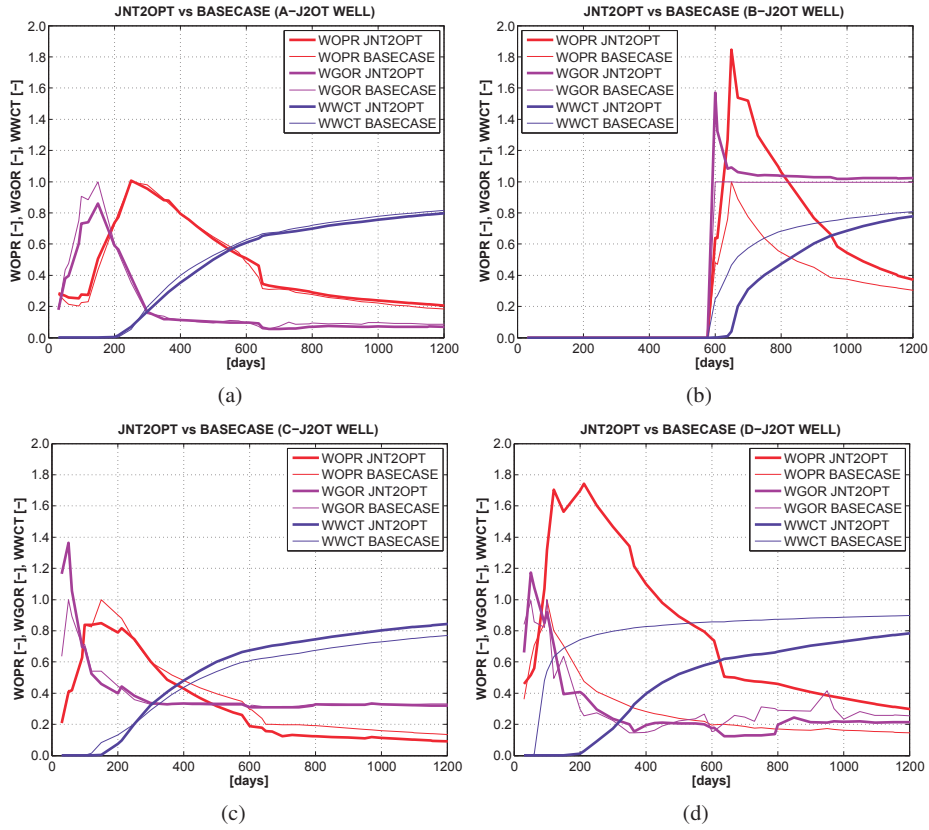 JNT2OPT vs BASECASE (A−J2OT WELL)
WOPR [−], WGOR [−], WWCT [−]
2.0
1.8
1.6
1.4
1.2
1.0
0.8
0.6
0.4
0.2
0.0
WOPR JNT2OPT
WOPR BASECASE
WGOR JNT2OPT
WGOR BASECASE
WWCT JNT2OPT
WWCT BASECASE
0 200 400 600 800 1000 1200
[days]
(a)
JNT2OPT vs BASECASE (B−J2OT WELL)
WOPR [−], WGOR [−], WWCT [−]
2.0
1.8
1.6
1.4
1.2
1.0
0.8
0.6
0.4
0.2
0.0
WOPR JNT2OPT
WOPR BASECASE
WGOR JNT2OPT
WGOR BASECASE
WWCT JNT2OPT
WWCT BASECASE
0 200 400 600 800 1000 1200
[days]
(b)
JNT2OPT vs BASECASE (C−J2OT WELL)
WOPR [−], WGOR [−], WWCT [−]
2.0
1.8
1.6
1.4
1.2
1.0
0.8
0.6
0.4
0.2
0.0
WOPR JNT2OPT
WOPR BASECASE
WGOR JNT2OPT
WGOR BASECASE
WWCT JNT2OPT
WWCT BASECASE
0 200 400 600 800 1000 1200
[days]
(c)
JNT2OPT vs BASECASE (D−J2OT WELL)
WOPR [−], WGOR [−], WWCT [−]
2.0
1.8
1.6
1.4
1.2
1.0
0.8
0.6
0.4
0.2
0.0
WOPR JNT2OPT
WOPR BASECASE
WGOR JNT2OPT
WGOR BASECASE
WWCT JNT2OPT
WWCT BASECASE
0 200 400 600 800 1000 1200
[days]
(d)